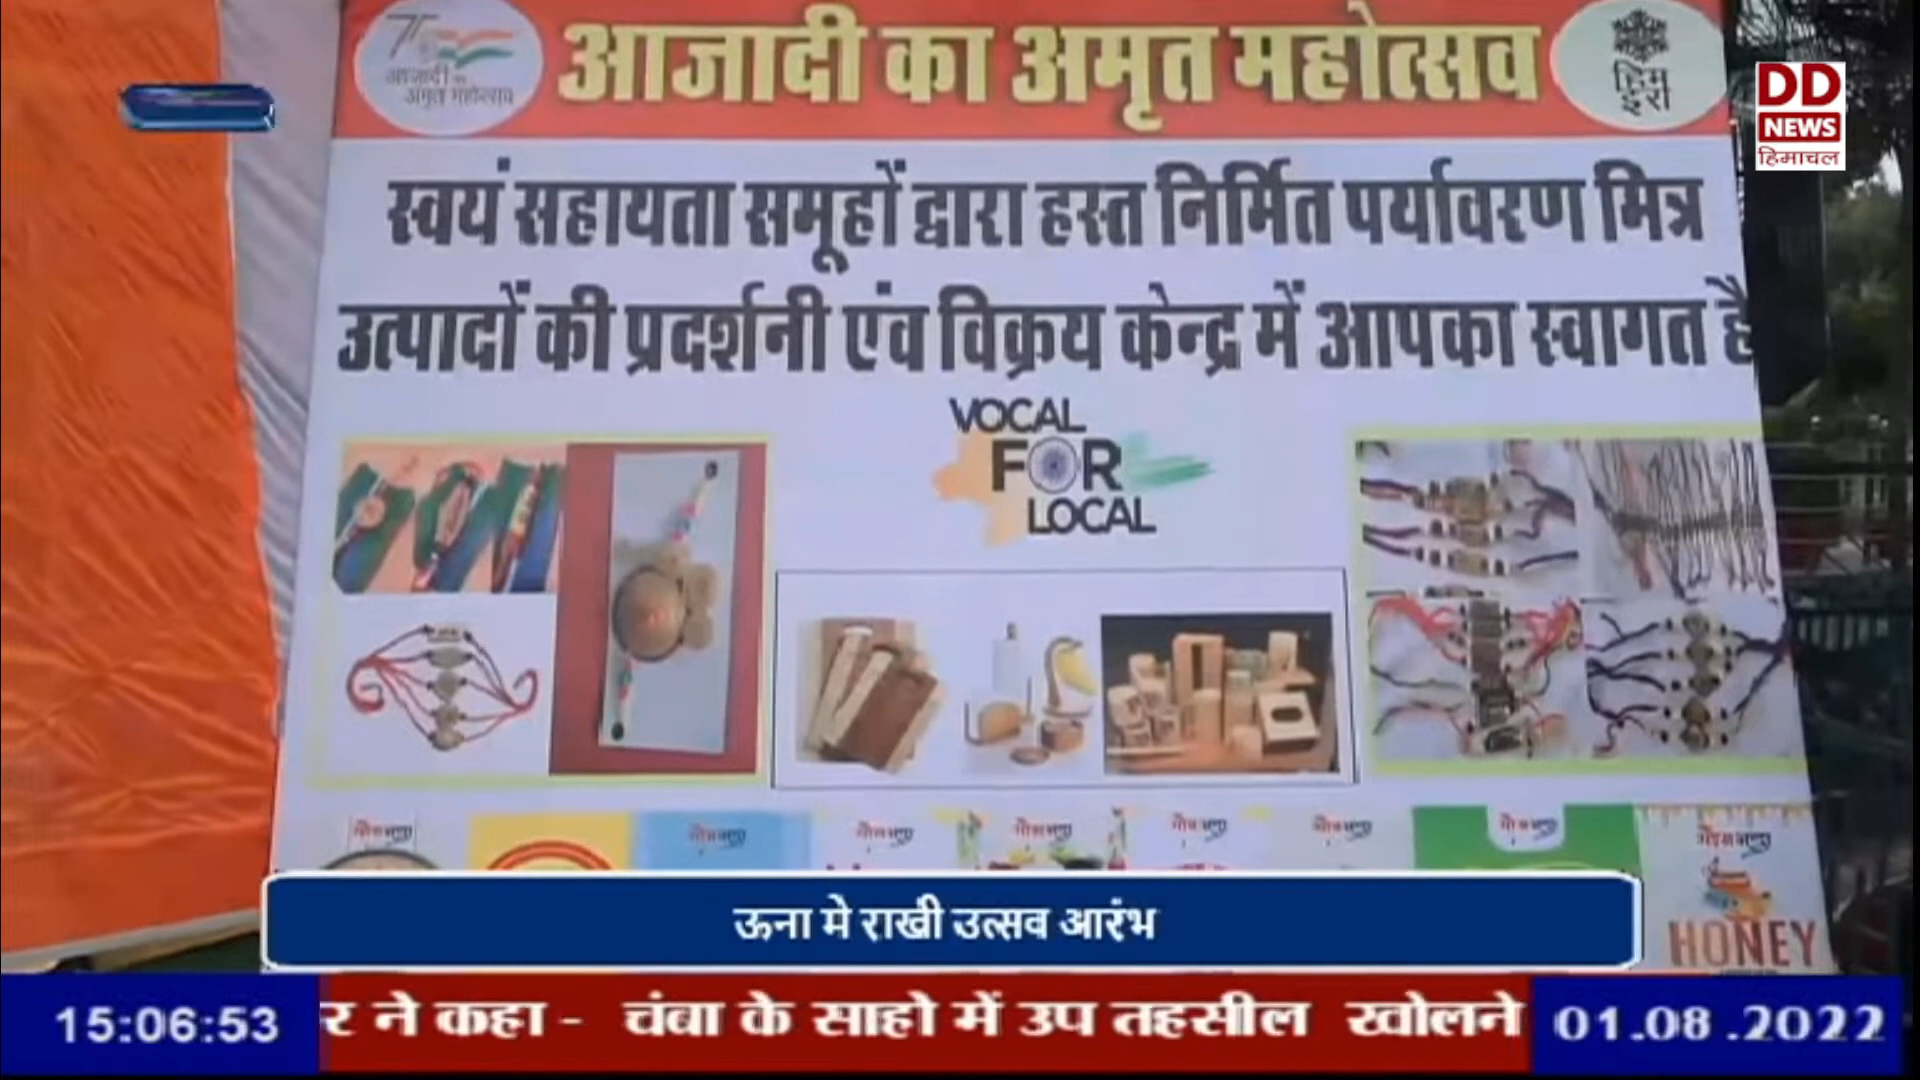 आजादी का अमृत महोत्सव
आजादी का
अमृत महोत्सव
हिम
इरा
DD
NEWS
हिमाचल
स्वयं सहायता समूहों द्वारा हस्त निर्मित पर्यावरण मित्र
उत्पादों की प्रदर्शनी एंव विक्रय केन्द्र में आपका स्वागत है
VOCAL
FOR
LOCAL
HONEY
ऊना मे राखी उत्सव आरंभ
15:06:53
र ने कहा - चंबा के साहो में उप तहसील खोलने
01.08.2022